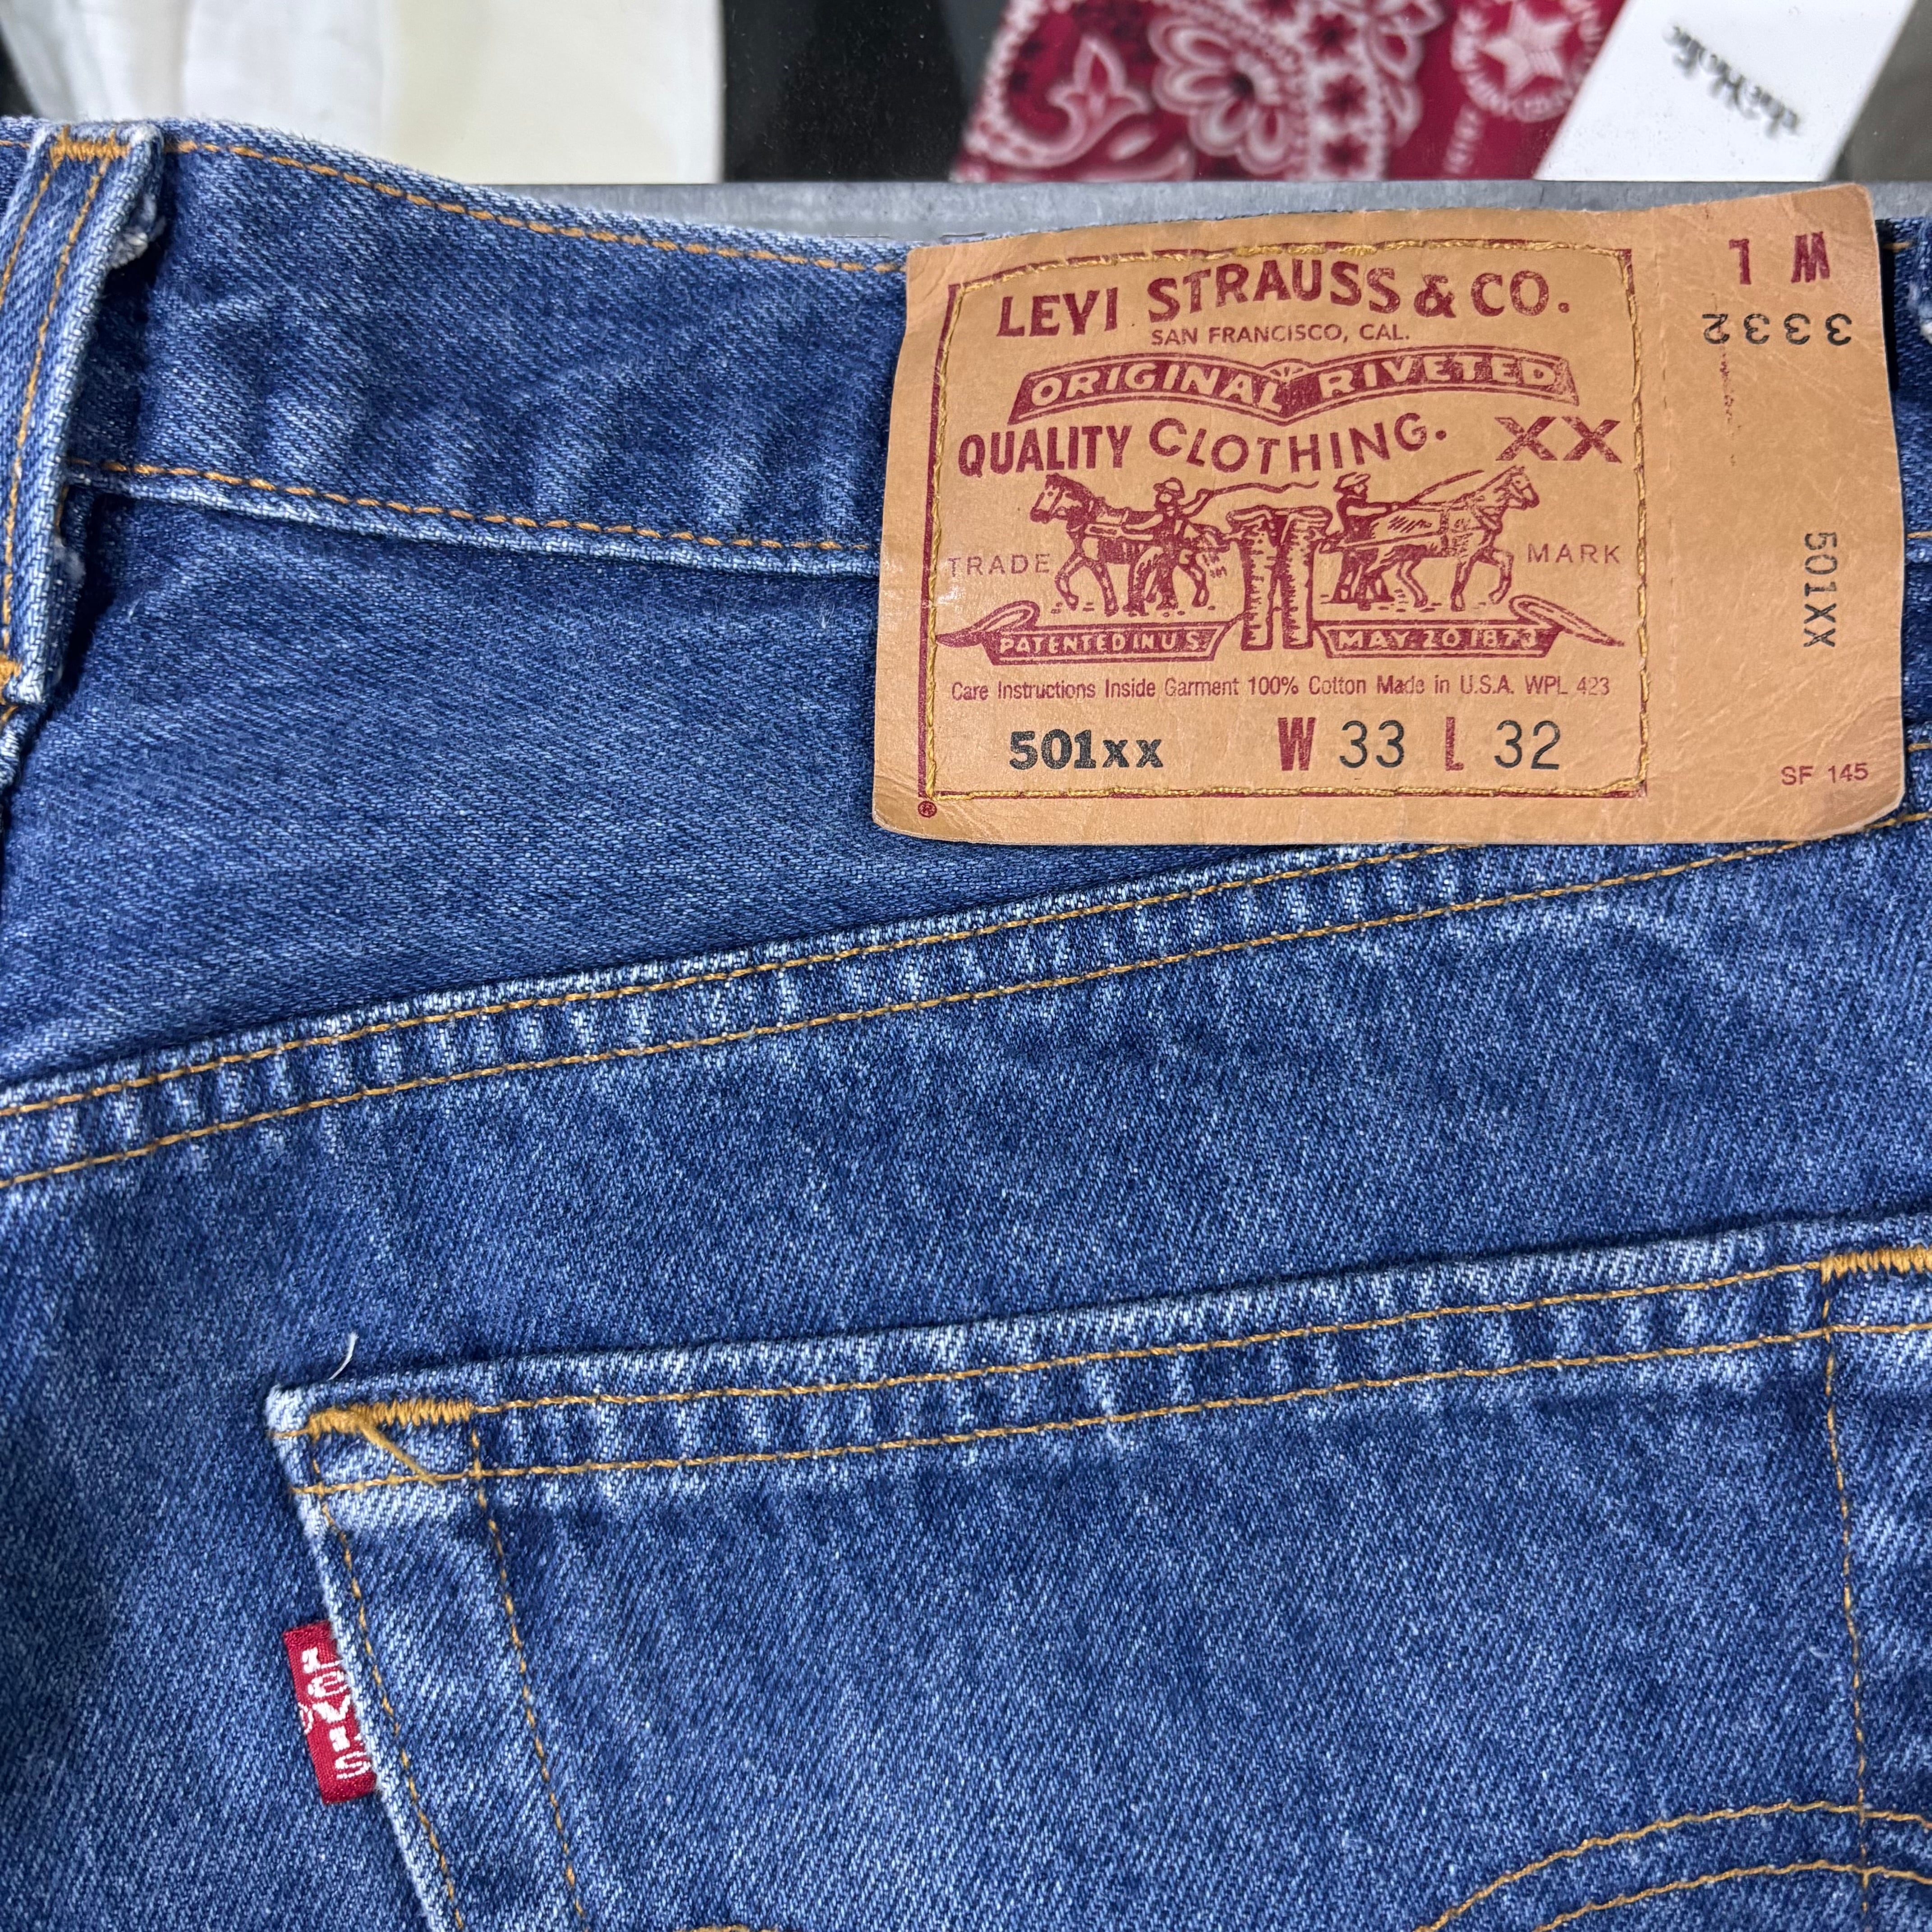 LEVI STRAUSS & CO.
SAN FRANCISCO, CAL.
ORIGINAL RIVETED
QUALITY CLOTHING. XX
TRADE MARK
PATENTED IN U.S. MAY 20 1873
Care Instructions Inside Garment 100% Cotton Made in U.S.A. WPL 423
501xx W 33 L 32
®
W L
3332
501XX
SF 145
LEVI'S